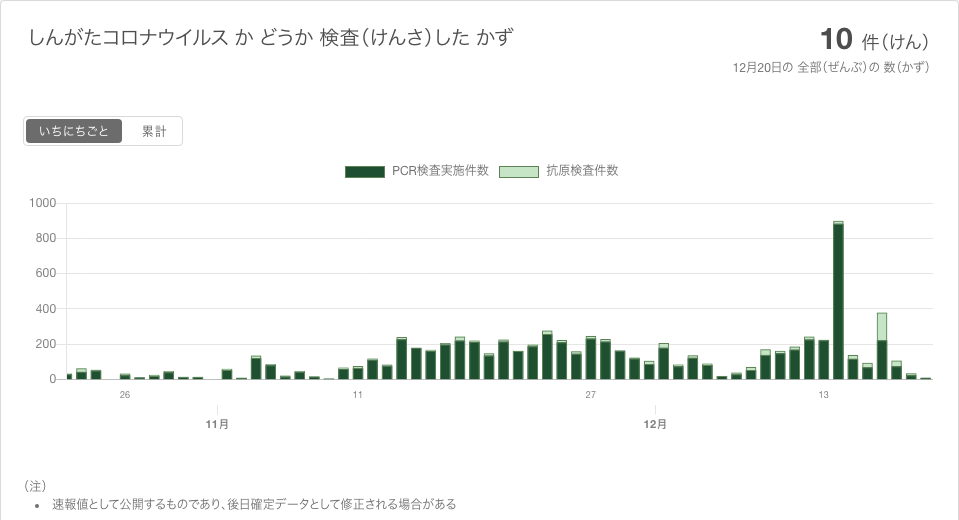 しんがたコロナウイルス か どうか 検査（けんさ）した かず
10 件（けん）
12月20日の 全部（ぜんぶ）の 数（かず）
いちにちごと 累計
PCR検査実施件数 抗原検査件数
1000
800
600
400
200
0
26 11 27 13
11月 12月
（注）
• 速報値として公開するものであり、後日確定データとして修正される場合がある